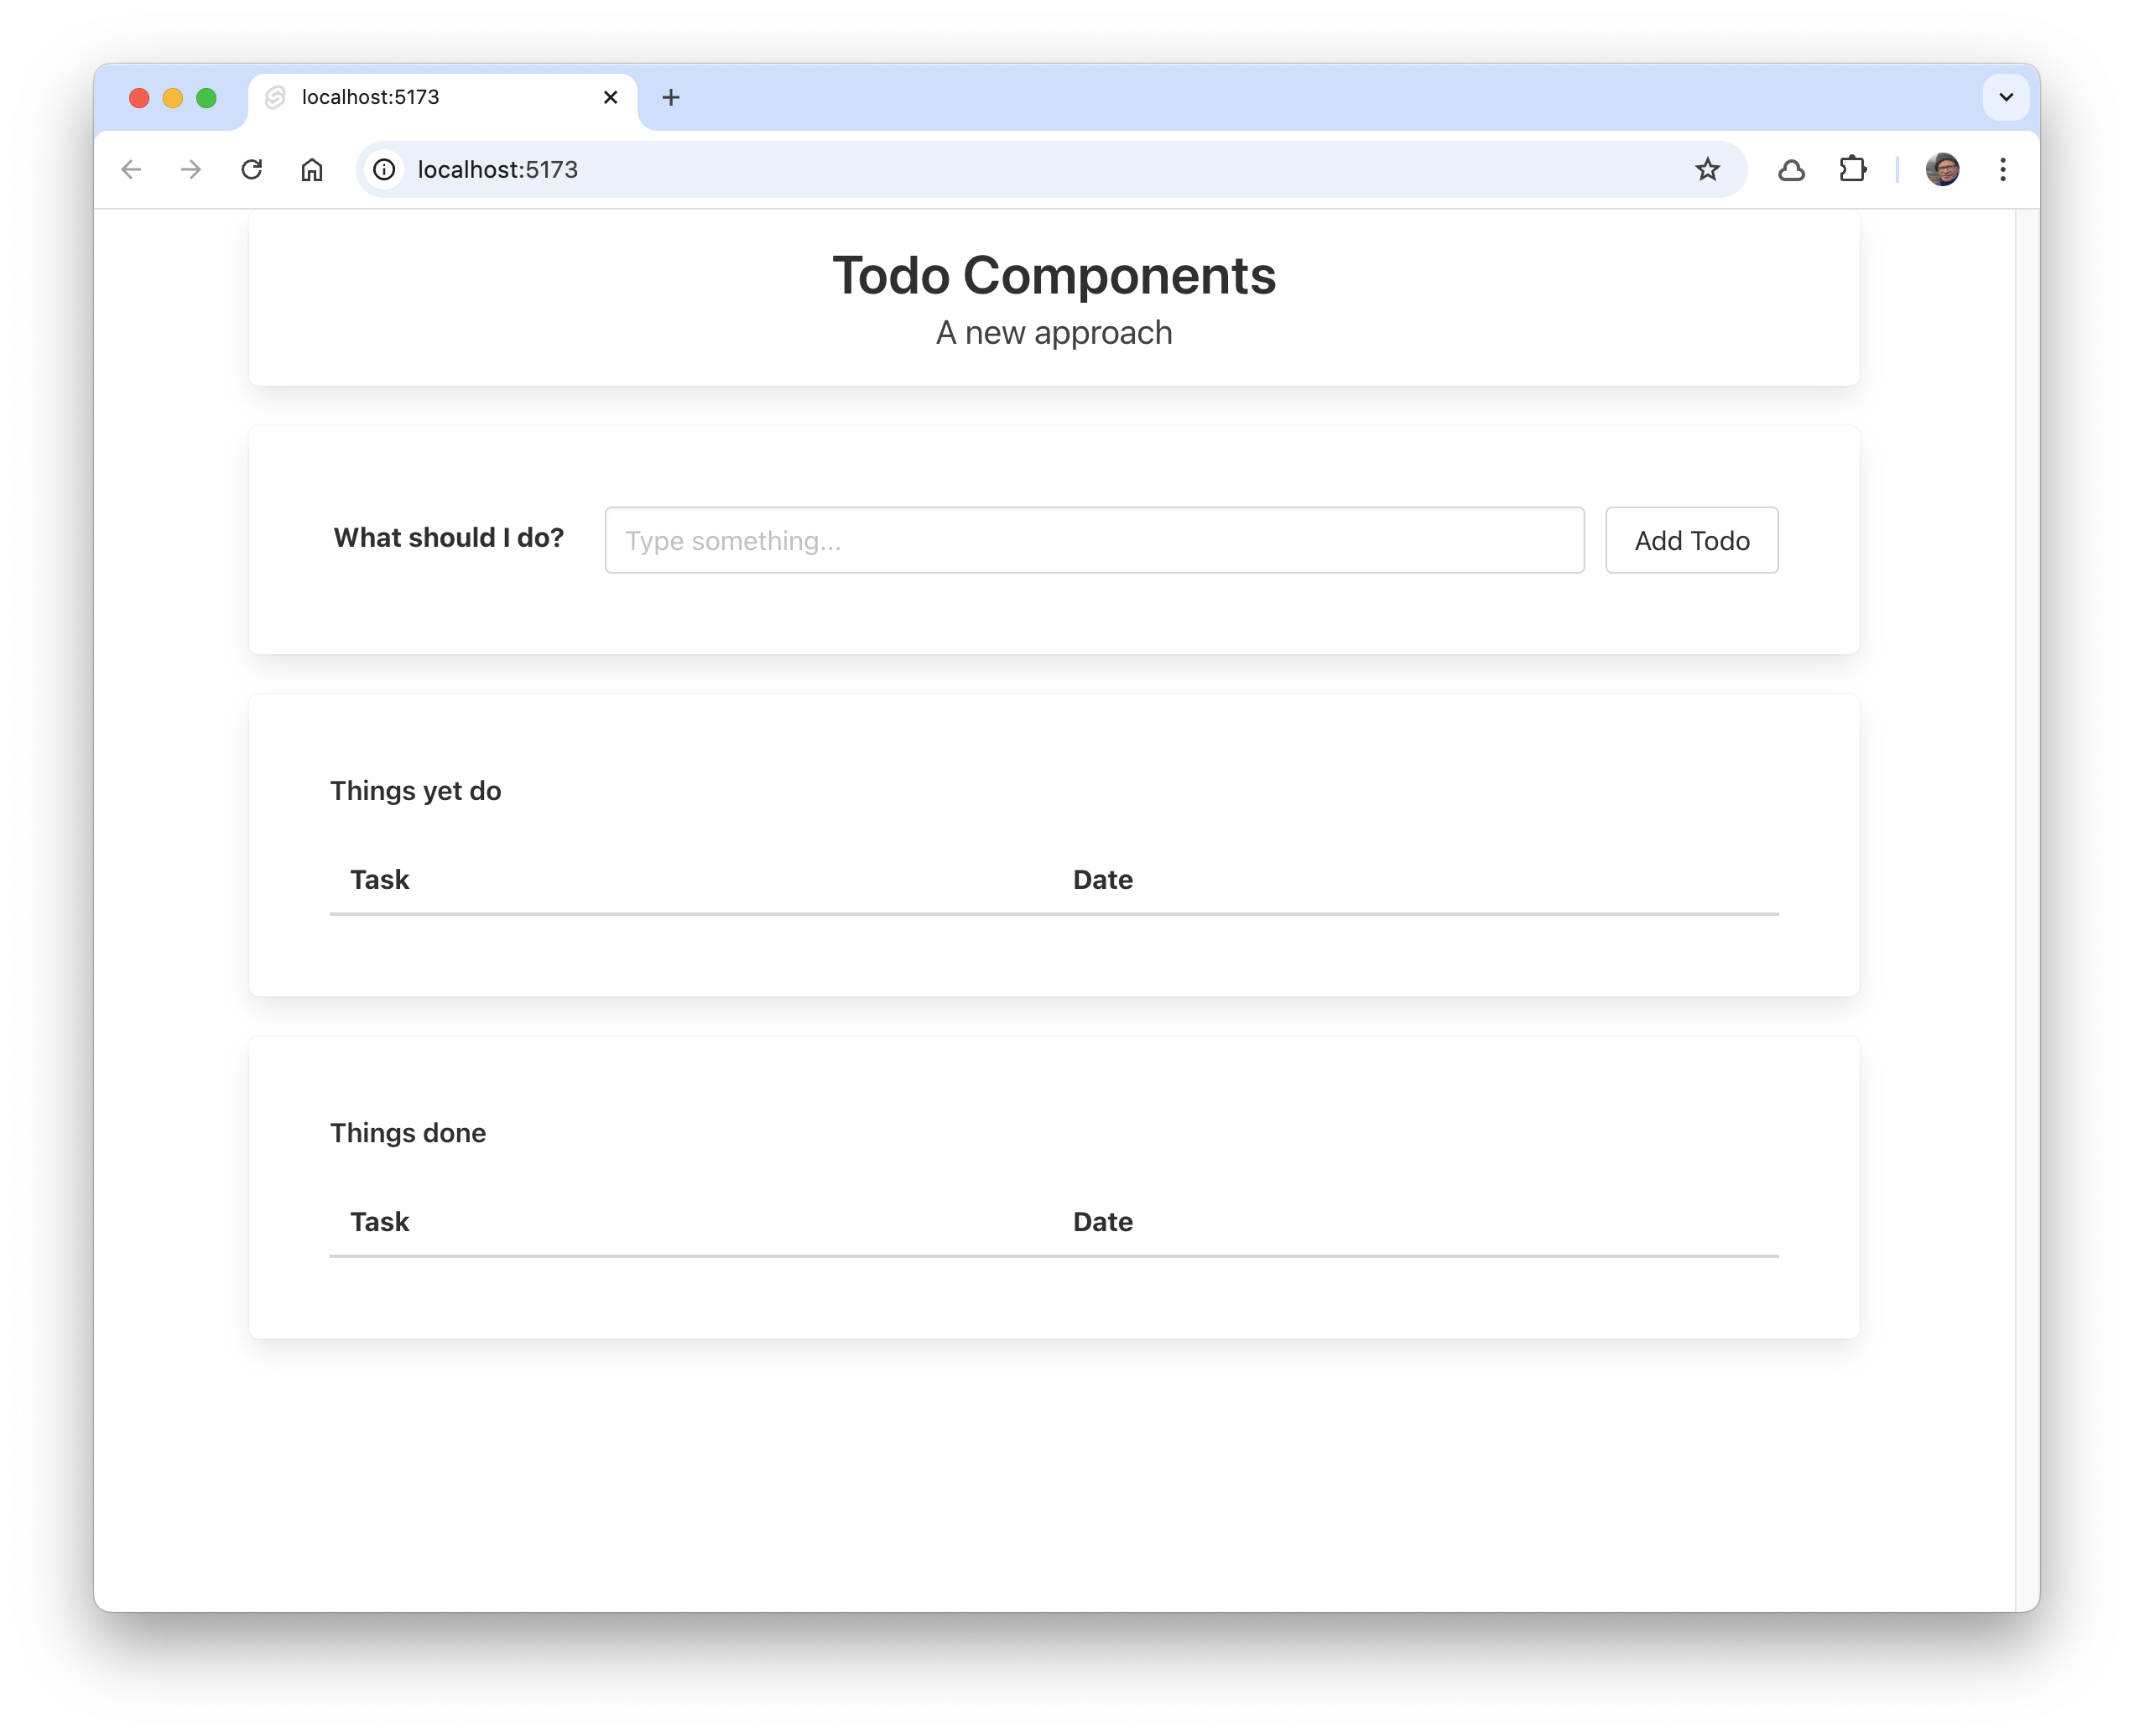 localhost:5173
localhost:5173
Todo Components
A new approach
What should I do? Type something... Add Todo
Things yet do
Task Date
Things done
Task Date